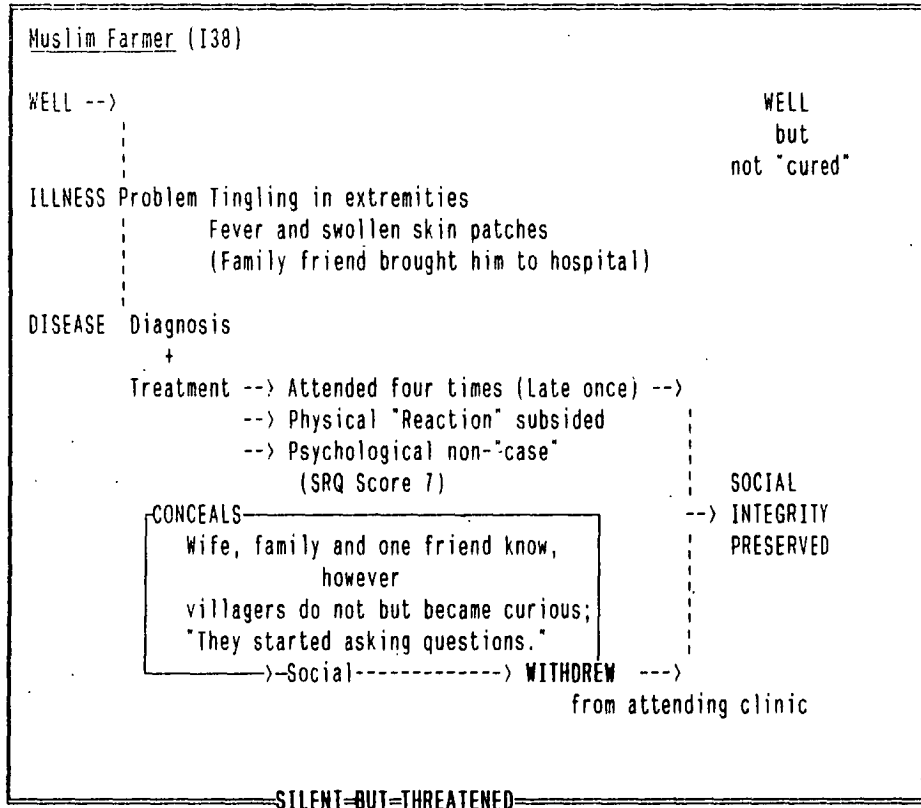 Muslim Farmer (I38)
WELL --> WELL
but
not "cured"
ILLNESS Problem Tingling in extremities
Fever and swollen skin patches
(Family friend brought him to hospital)
DISEASE Diagnosis
+
Treatment --> Attended four times (Late once) -->
--> Physical "Reaction" subsided
--> Psychological non-"case"
(SRQ Score 7) SOCIAL
CONCEALS --> INTEGRITY
Wife, family and one friend know, PRESERVED
however
villagers do not but became curious;
"They started asking questions."
>-Social-------------> WITHDREW --->
from attending clinic
SILENT=BUT=THREATENED